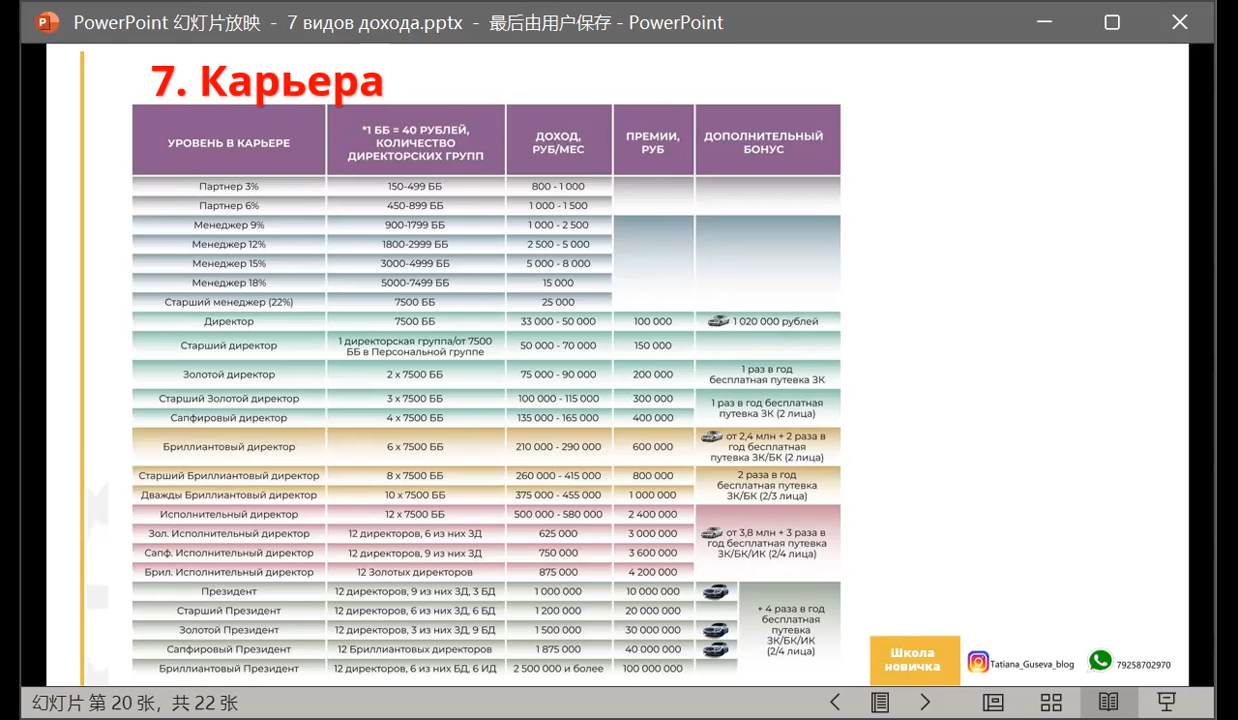 PowerPoint 幻灯片放映 - 7 видов дохода.pptx - 最后由用户保存 - PowerPoint
7. Карьера
УРОВЕНЬ В КАРЬЕРЕ
*1 ББ = 40 РУБЛЕЙ,
КОЛИЧЕСТВО
ДИРЕКТОРСКИХ ГРУПП
ДОХОД,
РУБ/МЕС
ПРЕМИИ,
РУБ
ДОПОЛНИТЕЛЬНЫЙ
БОНУС
Партнер 3% 150-499 ББ 800 - 1 000
Партнер 6% 450-899 ББ 1 000 - 1 500
Менеджер 9% 900-1799 ББ 1 000 - 2 500
Менеджер 12% 1800-2999 ББ 2 500 - 5 000
Менеджер 15% 3000-4999 ББ 5 000 - 8 000
Менеджер 18% 5000-7499 ББ 15 000
Старший менеджер (22%) 7500 ББ 25 000
Директор 7500 ББ 33 000 - 50 000 100 000 1 020 000 рублей
Старший директор
1 директорская группа/от 7500
ББ в Персональной группе
50 000 - 70 000 150 000
Золотой директор 2 x 7500 ББ 75 000 - 90 000 200 000
1 раз в год
бесплатная путевка ЗК
Старший Золотой директор 3 x 7500 ББ 100 000 - 115 000 300 000
Сапфировый директор 4 x 7500 ББ 135 000 - 165 000 400 000
1 раз в год бесплатная
путевка ЗК (2 лица)
Бриллиантовый директор 6 x 7500 ББ 210 000 - 290 000 600 000
от 2,4 млн + 2 раза в
год бесплатная
путевка ЗК/БК (2 лица)
Старший Бриллиантовый директор 8 x 7500 ББ 260 000 - 415 000 800 000
Дважды Бриллиантовый директор 10 x 7500 ББ 375 000 - 455 000 1 000 000
2 раза в год
бесплатная путевка
ЗК/БК (2/3 лица)
Исполнительный директор 12 x 7500 ББ 500 000 - 580 000 2 400 000
Зол. Исполнительный директор 12 директоров, 6 из них ЗД 625 000 3 000 000
Сапф. Исполнительный директор 12 директоров, 9 из них ЗД 750 000 3 600 000
Брил. Исполнительный директор 12 Золотых директоров 875 000 4 200 000
от 3,8 млн + 3 раза в
год бесплатная путевка
ЗК/БК/ИК (2/4 лица)
Президент 12 директоров, 9 из них ЗД, 3 БД 1 000 000 10 000 000
Старший Президент 12 директоров, 6 из них ЗД, 6 БД 1 200 000 20 000 000
Золотой Президент 12 директоров, 3 из них ЗД, 9 БД 1 500 000 30 000 000
Сапфировый Президент 12 Бриллиантовых директоров 1 875 000 40 000 000
Бриллиантовый Президент 12 директоров, 6 из них БД, 6 ИД 2 500 000 и более 100 000 000
+ 4 раза в год
бесплатная
путевка
ЗК/БК/ИК
(2/4 лица)
Школа
новичка
Tatiana_Guseva_blog
79258702970
幻灯片 第 20 张，共 22 张